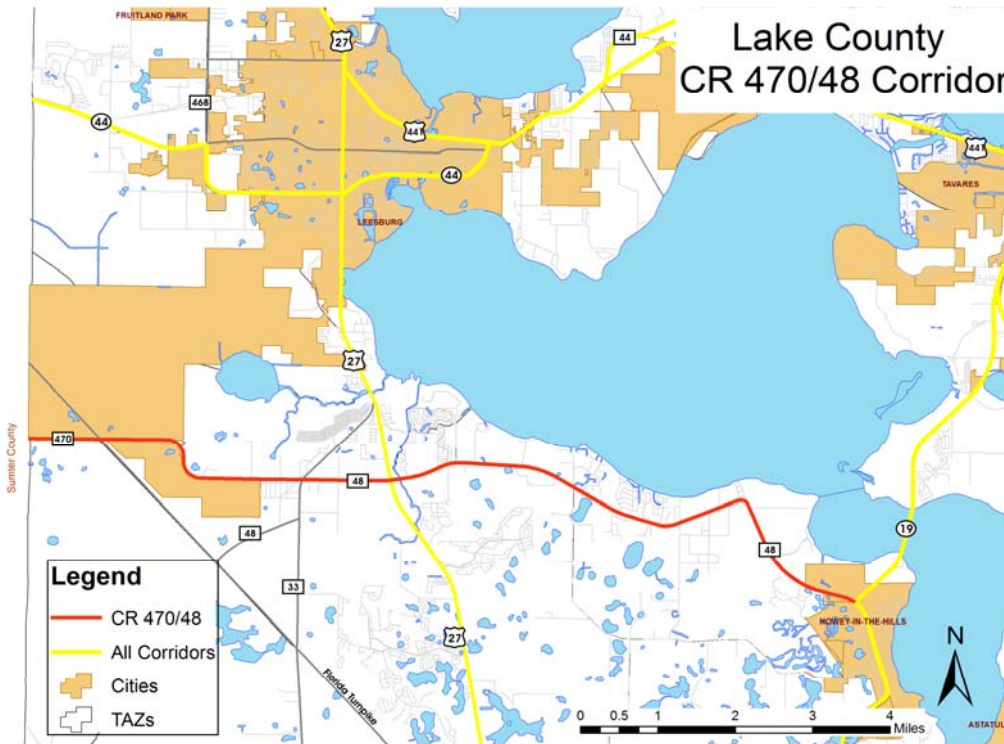 Lake County
CR 470/48 Corridor
FRUITLAND PARK
27
44
468
44
441
441
44
TAVARES
LEESBURG
27
Sumter County
470
48
19
48
48
33
HOWEY-IN-THE-HILLS
27
Florida Turnpike
Legend
CR 470/48
All Corridors
Cities
TAZs
N
0 0.5 1 2 3 4
Miles
ASTATUL